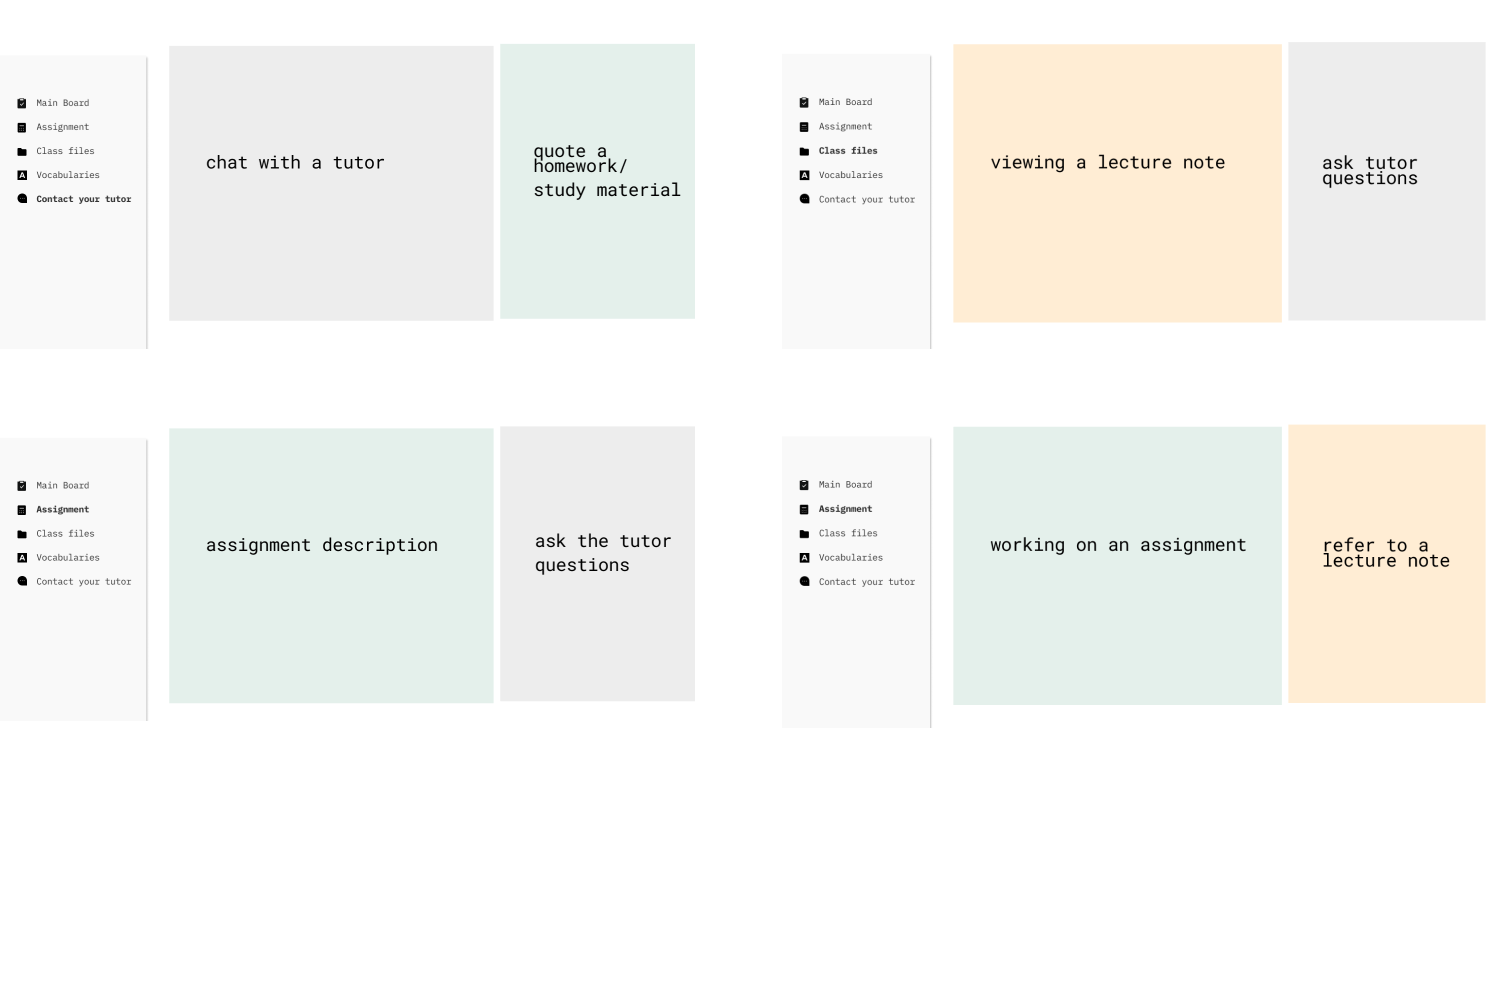 Main Board
Assignment
Class files
Vocabularies
Contact your tutor
chat with a tutor
quote a
homework/
study material
Main Board
Assignment
Class files
Vocabularies
Contact your tutor
viewing a lecture note
ask tutor
questions
Main Board
Assignment
Class files
Vocabularies
Contact your tutor
assignment description
ask the tutor
questions
Main Board
Assignment
Class files
Vocabularies
Contact your tutor
working on an assignment
refer to a
lecture note